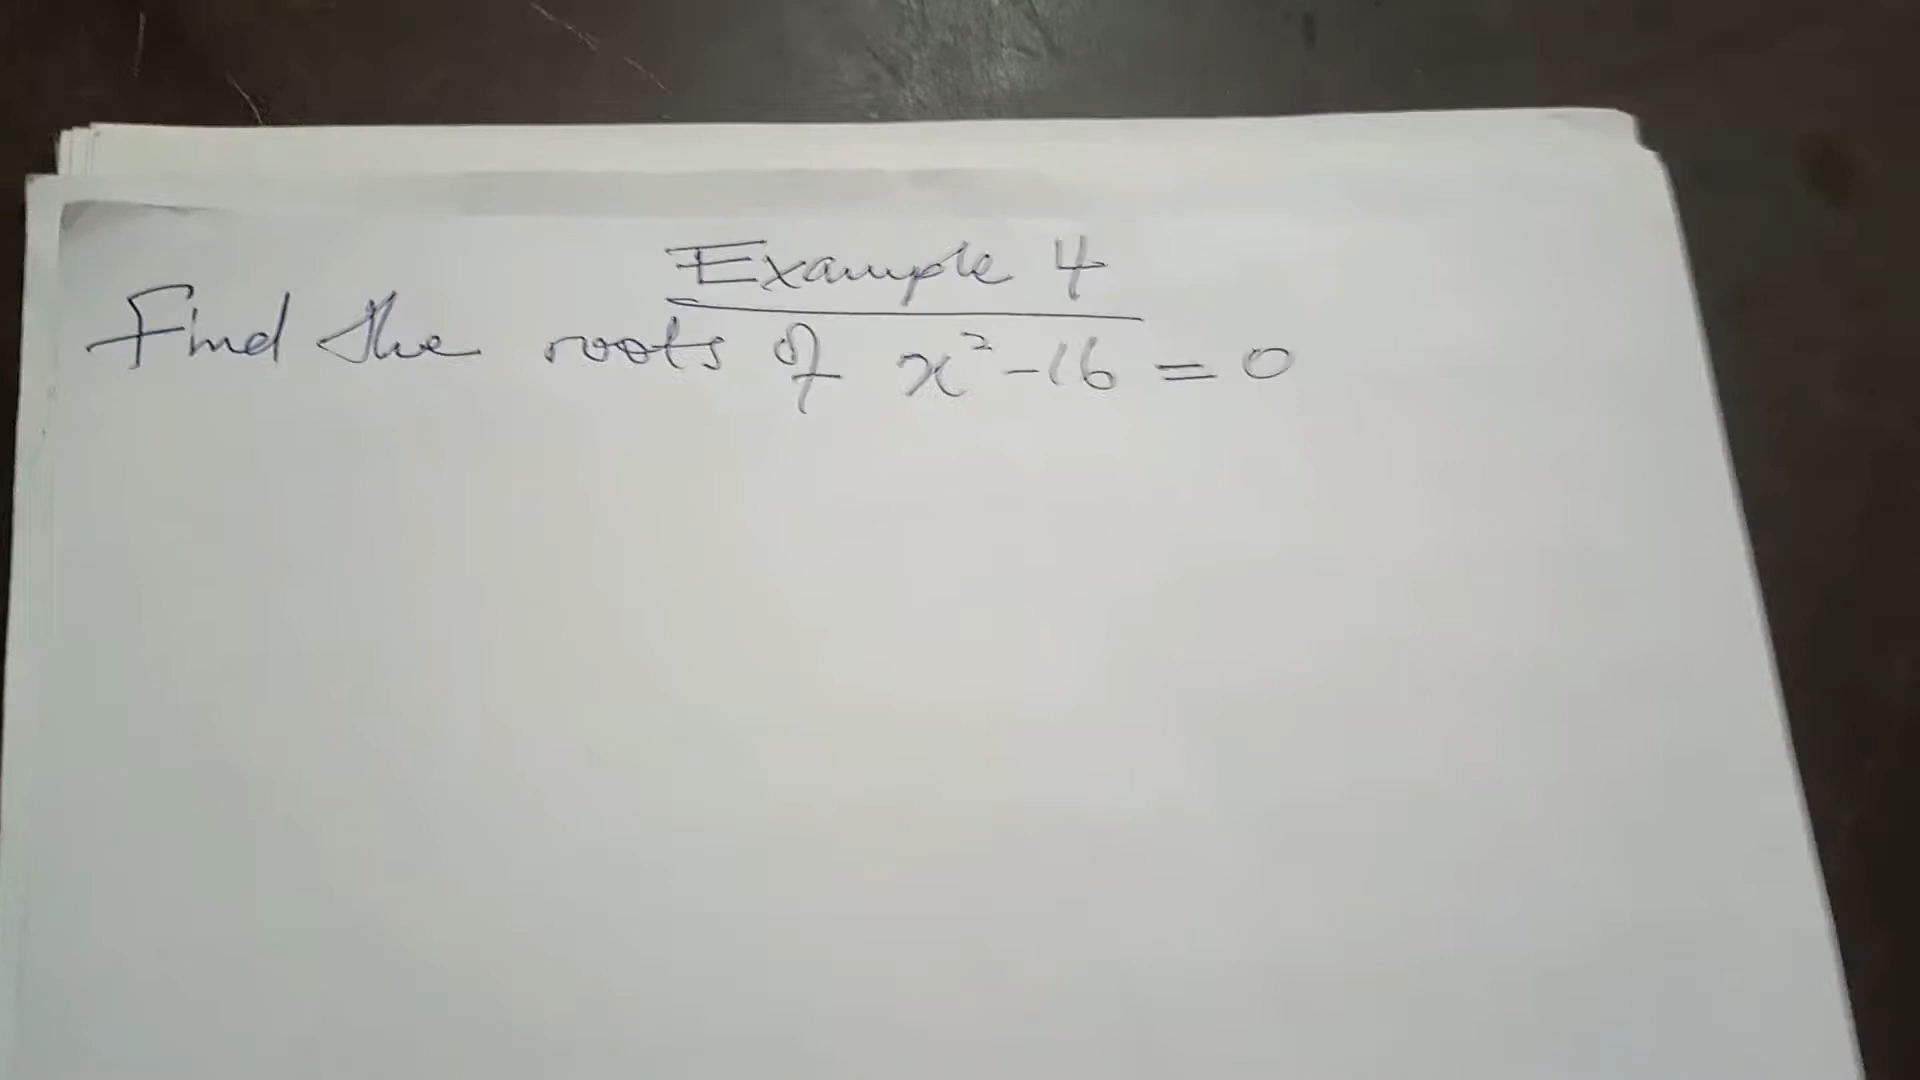 Example 4
Find the roots of x² - 16 = 0